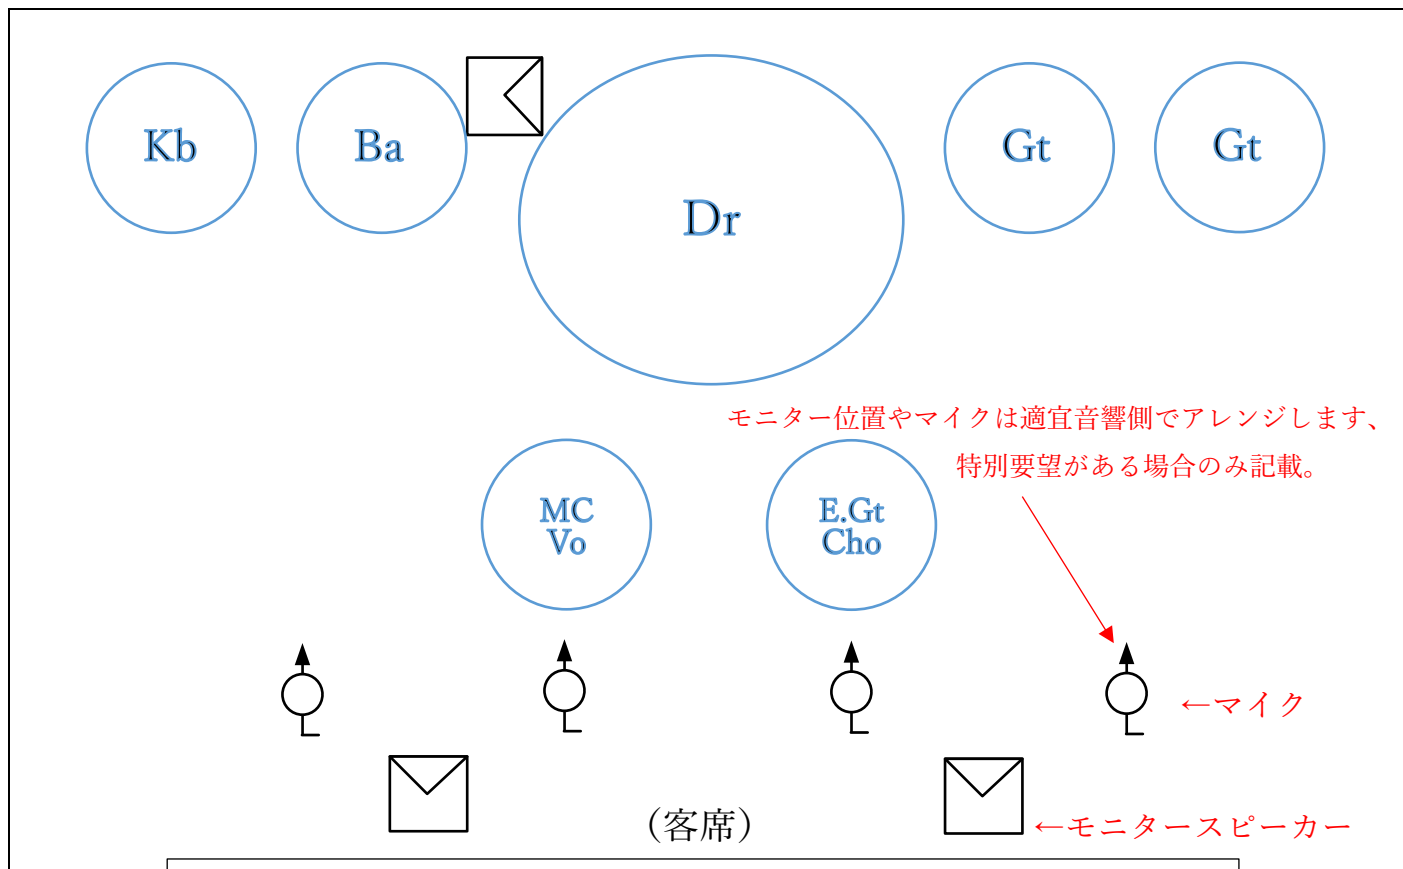 Kb
Ba
Dr
Gt
Gt
モニター位置やマイクは適宜音響側でアレンジします、
特別要望がある場合のみ記載。
MC
Vo
E.Gt
Cho
←マイク
(客席)
←モニタースピーカー